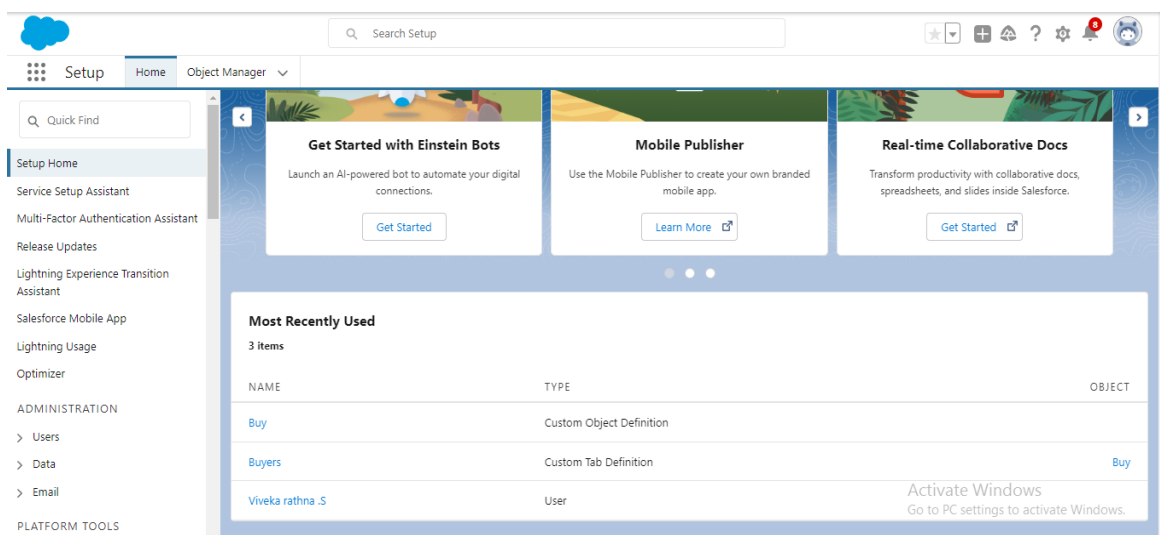 Search Setup
8
Setup
Home
Object Manager
Quick Find
Setup Home
Service Setup Assistant
Multi-Factor Authentication Assistant
Release Updates
Lightning Experience Transition
Assistant
Salesforce Mobile App
Lightning Usage
Optimizer
ADMINISTRATION
Users
Data
Email
PLATFORM TOOLS
Get Started with Einstein Bots
Launch an AI-powered bot to automate your digital
connections.
Get Started
Mobile Publisher
Use the Mobile Publisher to create your own branded
mobile app.
Learn More
Real-time Collaborative Docs
Transform productivity with collaborative docs,
spreadsheets, and slides inside Salesforce.
Get Started
Most Recently Used
3 items
NAME TYPE OBJECT
Buy Custom Object Definition
Buyers Custom Tab Definition Buy
Viveka rathna .S User
Activate Windows
Go to PC settings to activate Windows.